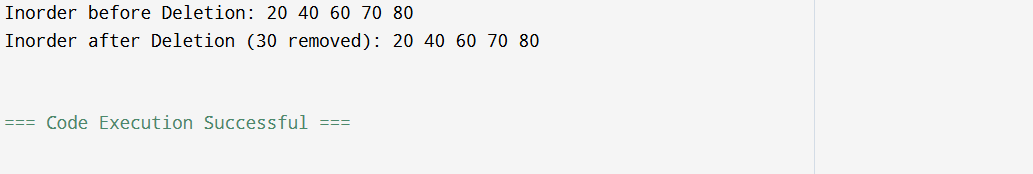 Inorder before Deletion: 20 40 60 70 80
Inorder after Deletion (30 removed): 20 40 60 70 80
=== Code Execution Successful ===